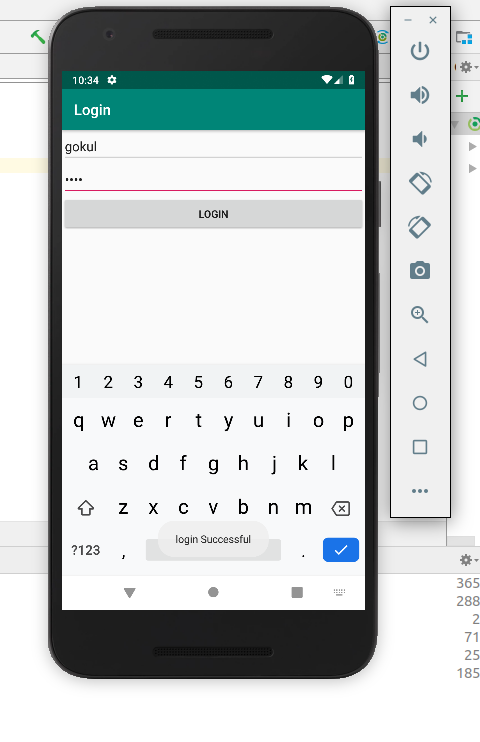 10:34
Login
gokul
••••
LOGIN
1 2 3 4 5 6 7 8 9 0
q w e r t y u i o p
a s d f g h j k l
z x c v b n m
?123 , .
login Successful
365
288
2
71
25
185